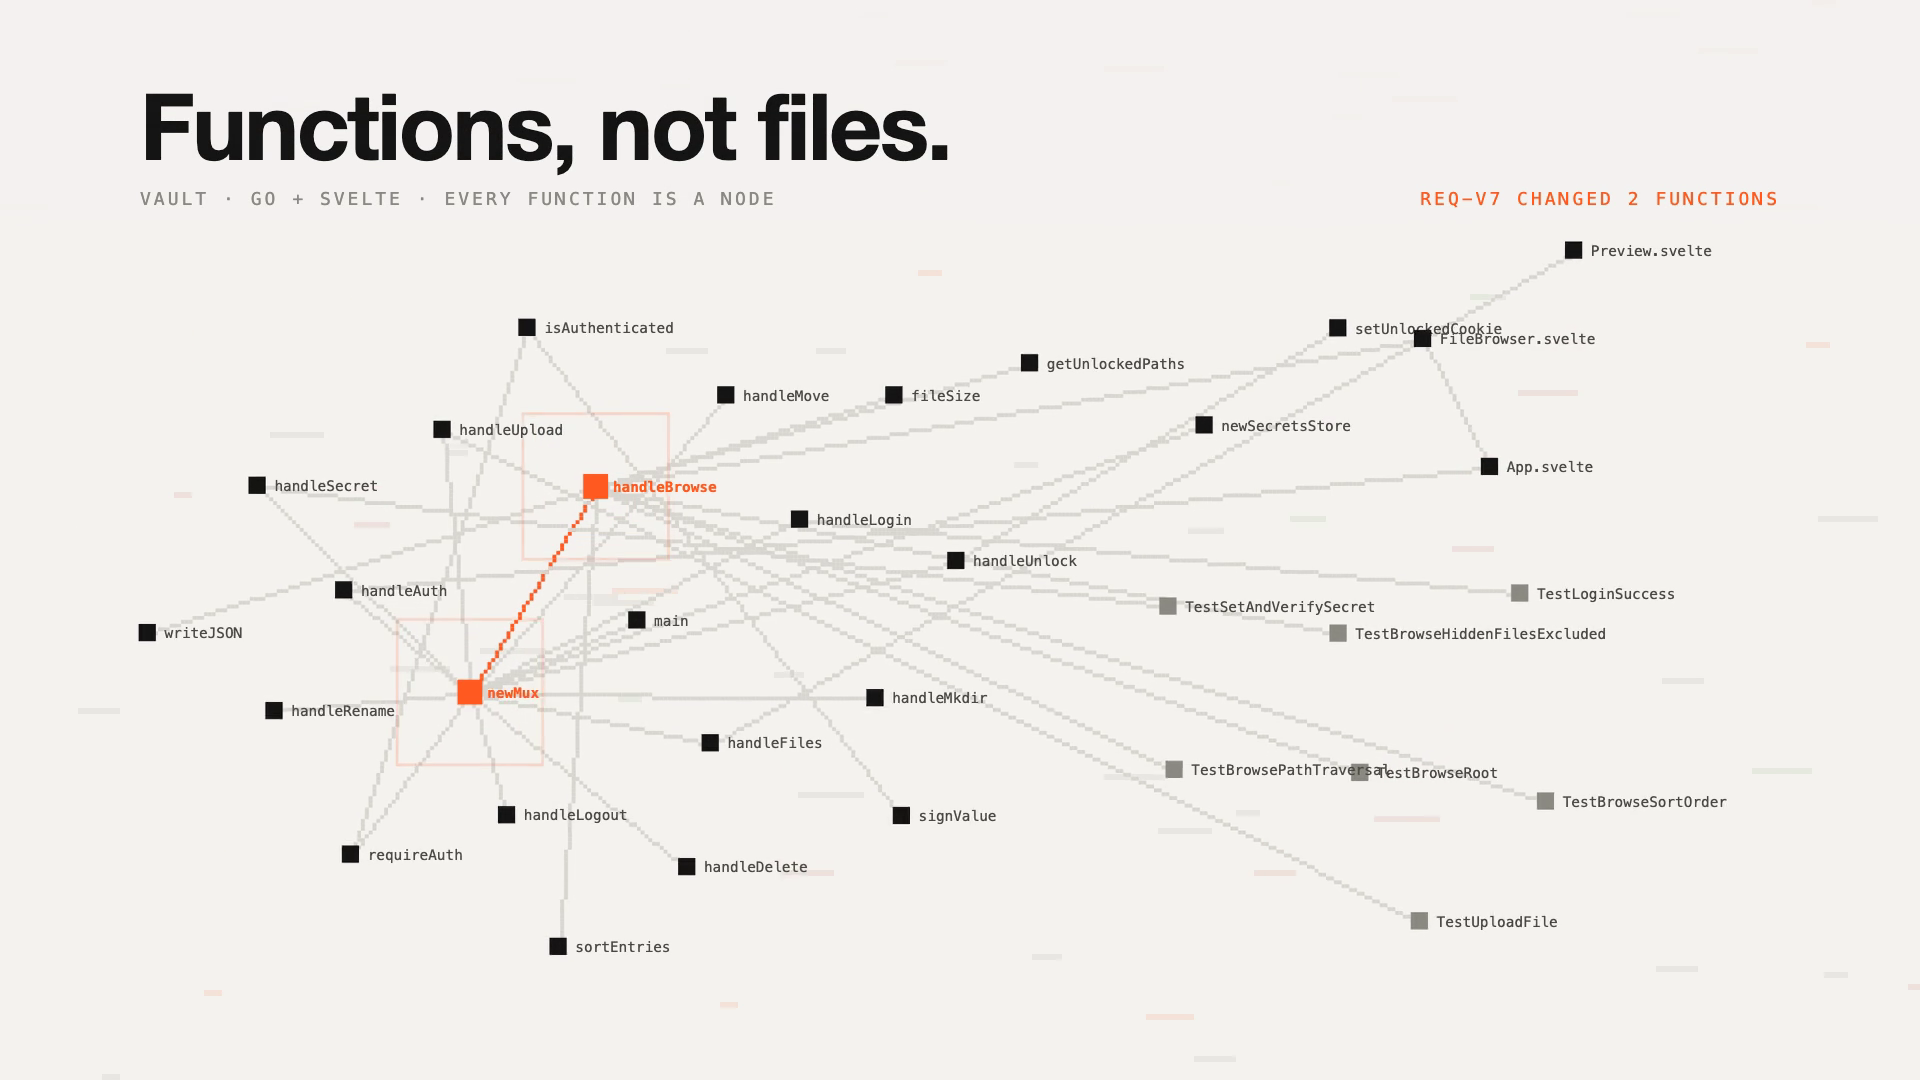 Functions, not files.
VAULT · GO + SVELTE · EVERY FUNCTION IS A NODE
REQ-V7 CHANGED 2 FUNCTIONS
Preview.svelte
isAuthenticated
setUnlockedCookie
FileBrowser.svelte
getUnlockedPaths
handleMove
fileSize
newSecretsStore
handleUpload
App.svelte
handleSecret
handleBrowse
handleLogin
handleUnlock
handleAuth
TestLoginSuccess
TestSetAndVerifySecret
main
writeJSON
TestBrowseHiddenFilesExcluded
newMux
handleMkdir
handleRename
handleFiles
TestBrowsePathTraversal
TestBrowseRoot
TestBrowseSortOrder
handleLogout
signValue
requireAuth
handleDelete
TestUploadFile
sortEntries